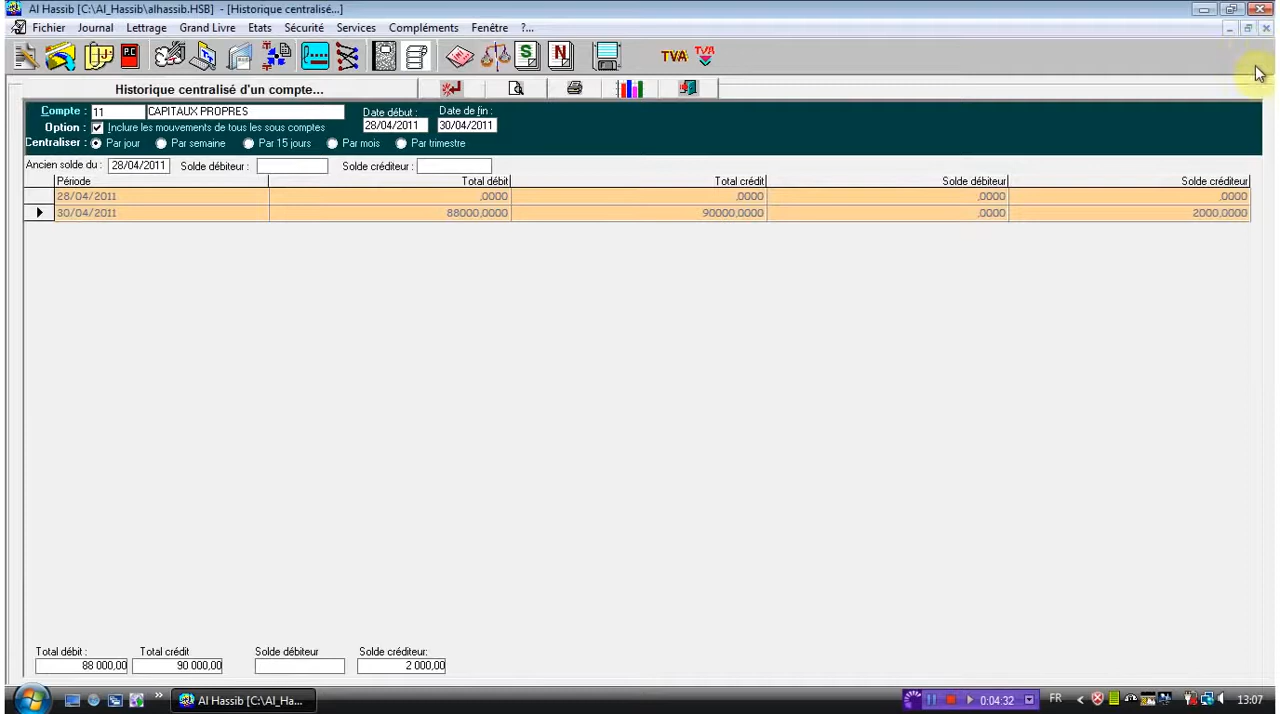 Al Hassib [C:\Al_Hassib\alhassib.HSB] - [Historique centralisé...]
Fichier Journal Lettrage Grand Livre Etats Sécurité Services Compléments Fenêtre ?...
P.C S N TVA TVA
Historique centralisé d'un compte...
Compte : 11 CAPITAUX PROPRES Date début : Date de fin :
Option : Inclure les mouvements de tous les sous comptes 28/04/2011 30/04/2011
Centraliser : Par jour Par semaine Par 15 jours Par mois Par trimestre
Ancien solde du : 28/04/2011 Solde débiteur : Solde créditeur :
Période Total débit Total crédit Solde débiteur Solde créditeur
28/04/2011 ,0000 ,0000 ,0000 ,0000
30/04/2011 88000,0000 90000,0000 ,0000 2000,0000
Total débit : Total crédit Solde débiteur Solde créditeur:
88 000,00 90 000,00 2 000,00
Al Hassib [C:\Al_Ha... 0:04:32 FR 13:07